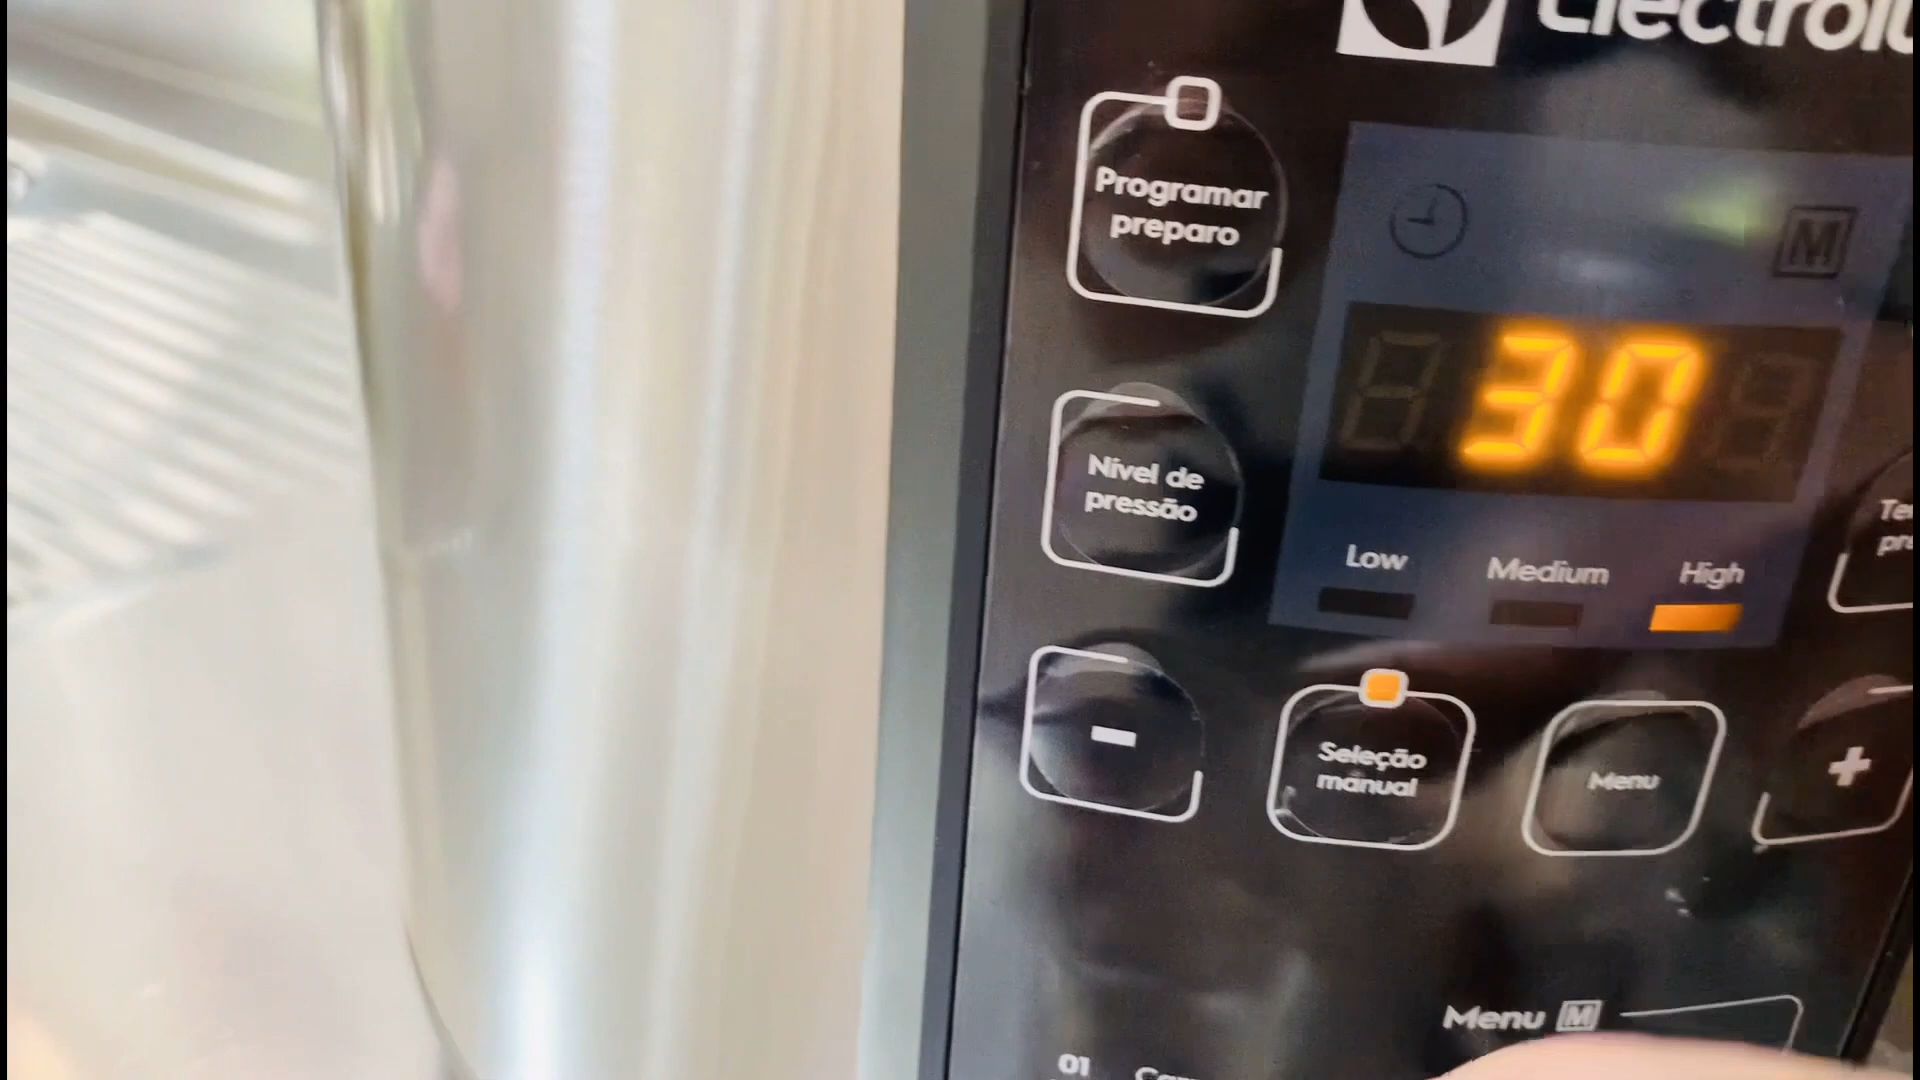 Programar
preparo
M
30
Nível de
pressão
Low Medium High
-
Seleção
manual
Menu
+
Menu M
01